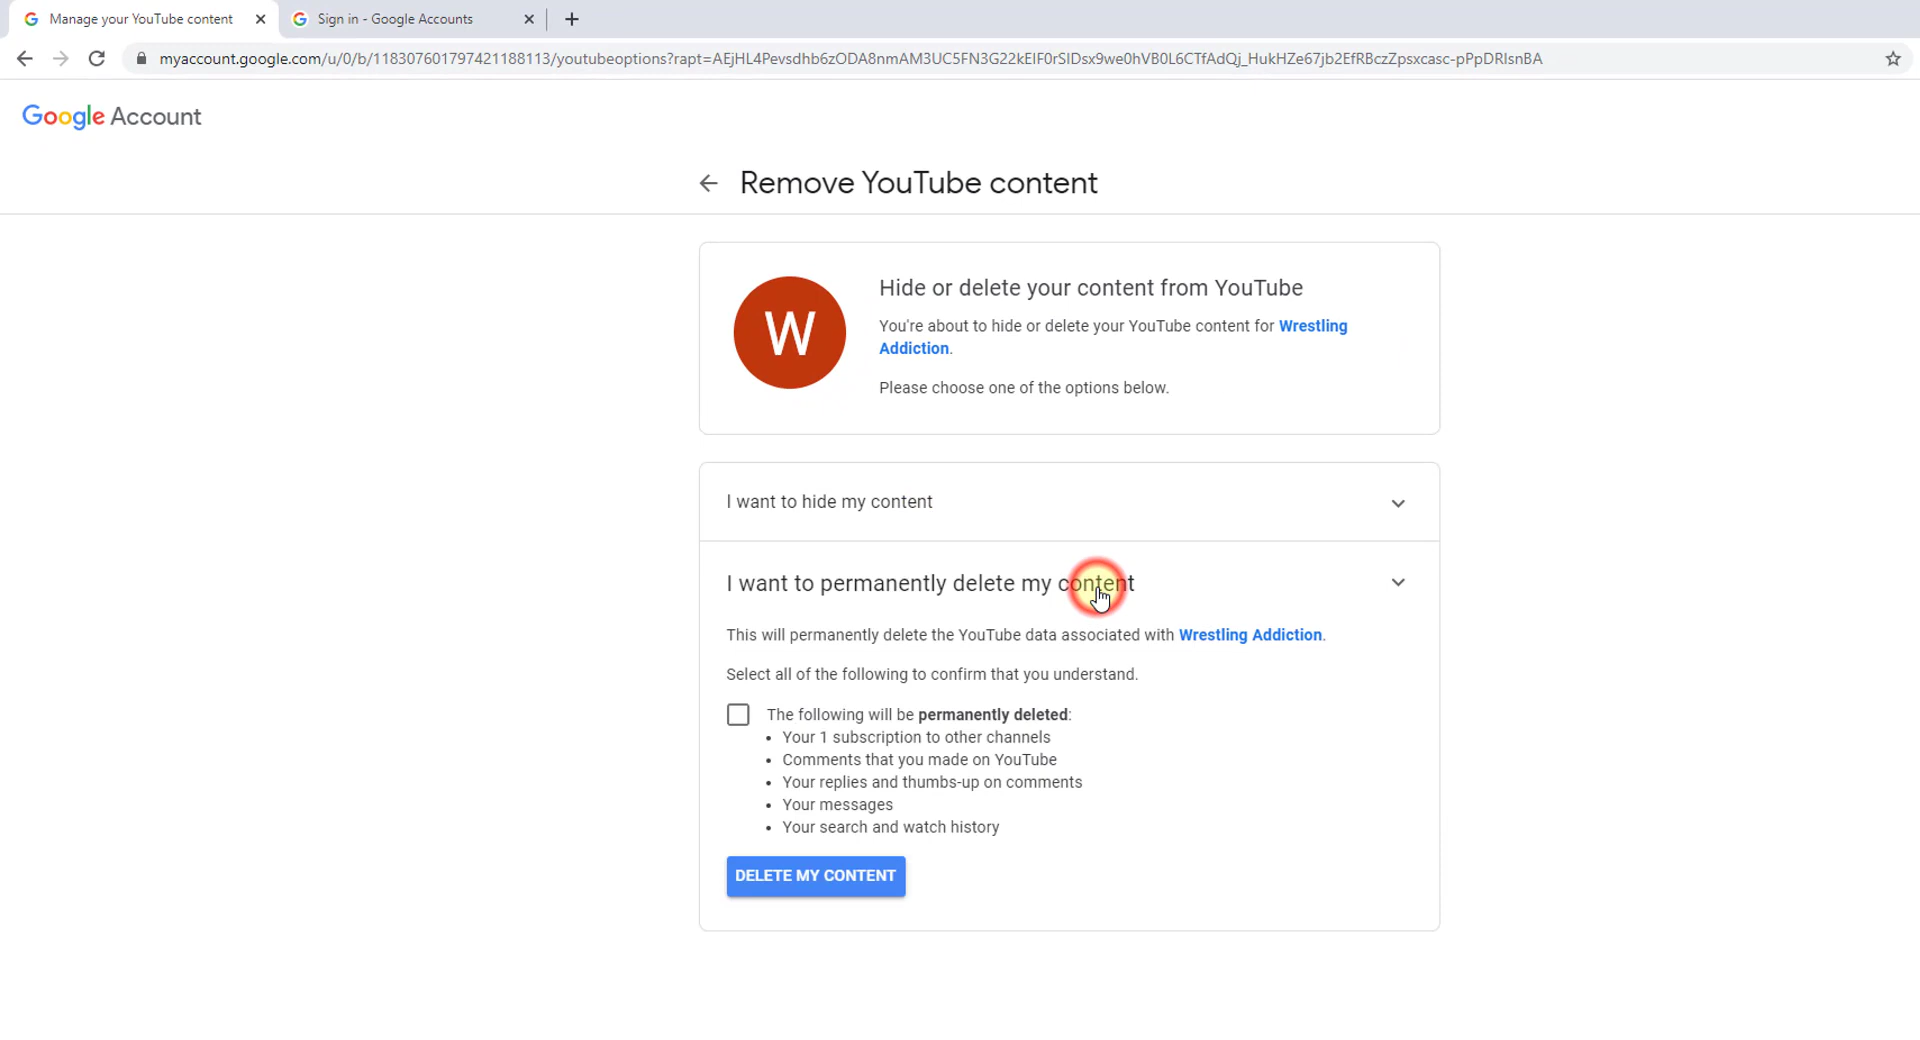 Manage your YouTube content
Sign in - Google Accounts
myaccount.google.com/u/0/b/118307601797421188113/youtubeoptions?rapt=AEjHL4Pevsdhb6zODA8nmAM3UC5FN3G22kEIF0rSIDsx9we0hVB0L6CTfAdQj_HukHZe67jb2EfRBczZpsxcasc-pPpDRIsnBA
Google Account
Remove YouTube content
W
Hide or delete your content from YouTube
You're about to hide or delete your YouTube content for Wrestling
Addiction.
Please choose one of the options below.
I want to hide my content
I want to permanently delete my content
This will permanently delete the YouTube data associated with Wrestling Addiction.
Select all of the following to confirm that you understand.
The following will be permanently deleted:
• Your 1 subscription to other channels
• Comments that you made on YouTube
• Your replies and thumbs-up on comments
• Your messages
• Your search and watch history
DELETE MY CONTENT